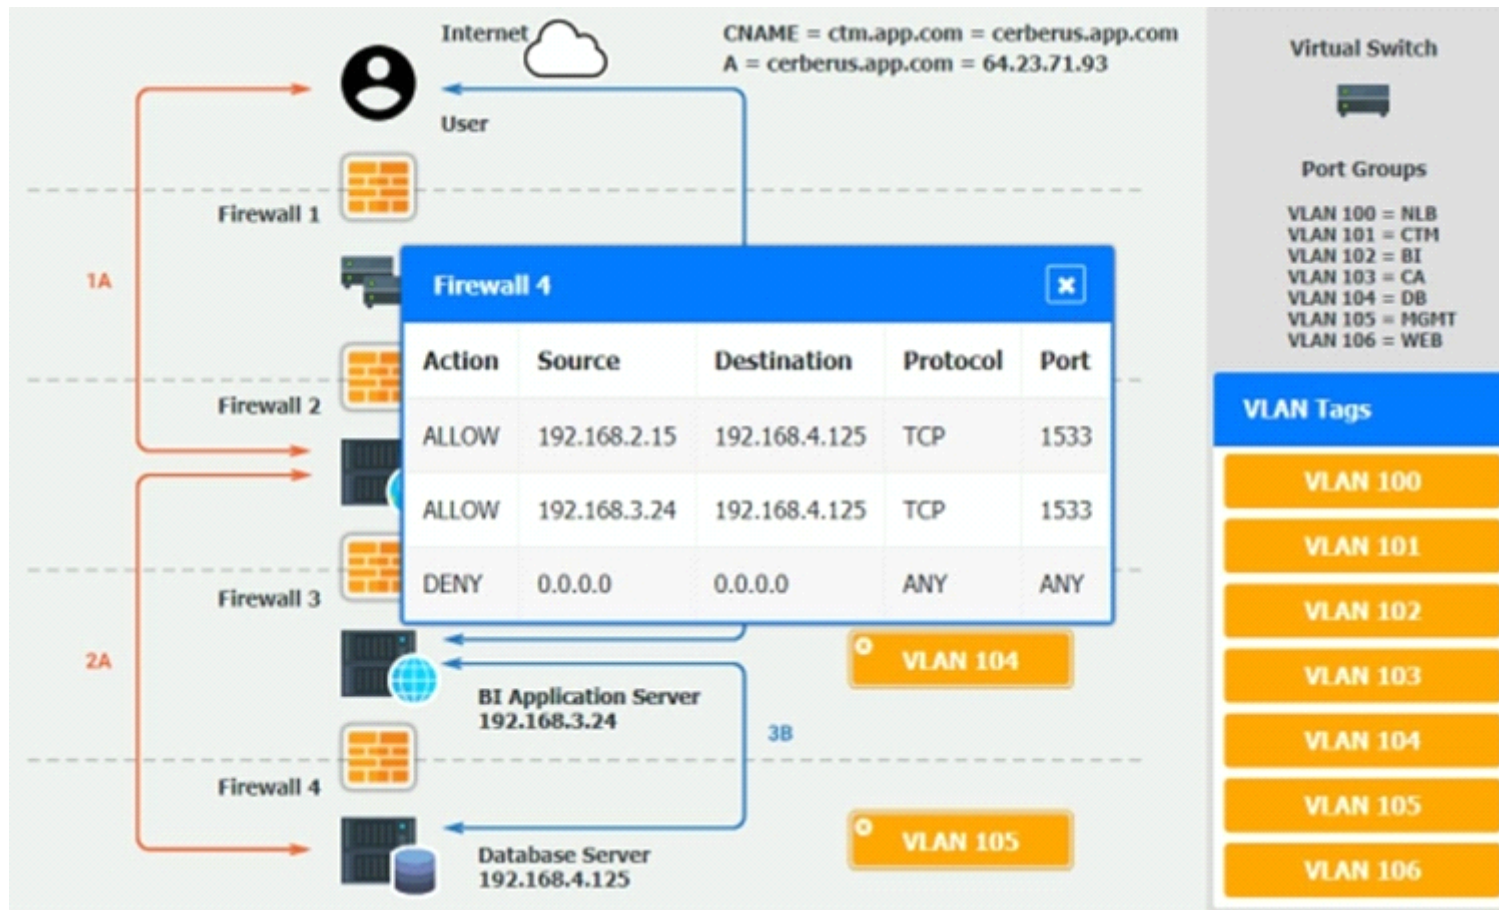 Internet
CNAME = ctm.app.com = cerberus.app.com
A = cerberus.app.com = 64.23.71.93
User
Firewall 1
1A
Firewall 2
Firewall 3
2A
BI Application Server
192.168.3.24
3B
Firewall 4
Database Server
192.168.4.125
Firewall 4
Action Source Destination Protocol Port
ALLOW 192.168.2.15 192.168.4.125 TCP 1533
ALLOW 192.168.3.24 192.168.4.125 TCP 1533
DENY 0.0.0.0 0.0.0.0 ANY ANY
VLAN 104
VLAN 105
Virtual Switch
Port Groups
VLAN 100 = NLB
VLAN 101 = CTM
VLAN 102 = BI
VLAN 103 = CA
VLAN 104 = DB
VLAN 105 = MGMT
VLAN 106 = WEB
VLAN Tags
VLAN 100
VLAN 101
VLAN 102
VLAN 103
VLAN 104
VLAN 105
VLAN 106